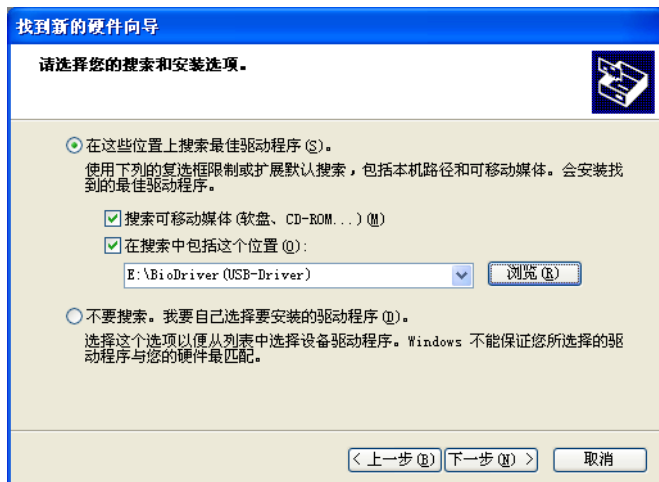 找到新的硬件向导
请选择您的搜索和安装选项。
在这些位置上搜索最佳驱动程序(S)。
使用下列的复选框限制或扩展默认搜索，包括本机路径和可移动媒体。会安装找
到的最佳驱动程序。
搜索可移动媒体(软盘、CD-ROM...)(M)
在搜索中包括这个位置(O):
E:\BioDriver(USB-Driver)
浏览(R)
不要搜索。我要自己选择要安装的驱动程序(D)。
选择这个选项以便从列表中选择设备驱动程序。Windows 不能保证您所选择的驱
动程序与您的硬件最匹配。
< 上一步(B) 下一步(N) > 取消